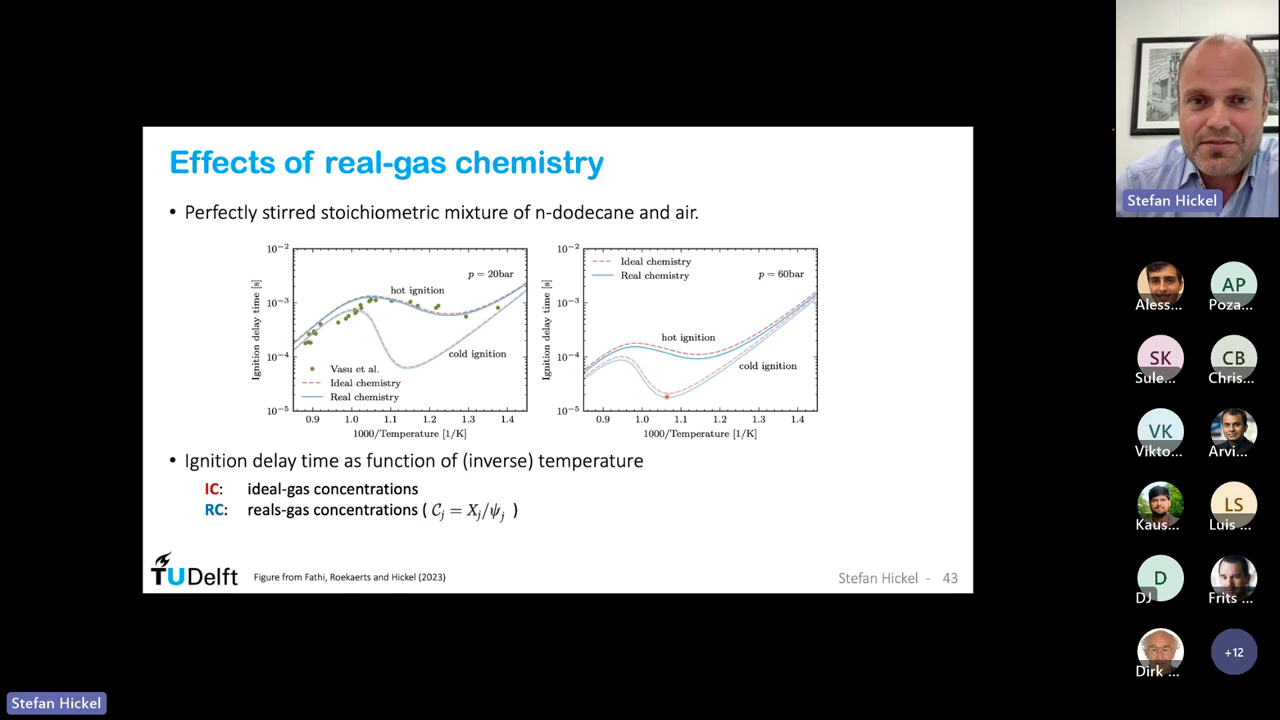 Effects of real-gas chemistry
• Perfectly stirred stoichiometric mixture of n-dodecane and air.
10⁻²
10⁻³
10⁻⁴
10⁻⁵
Ignition delay time [s]
p = 20bar
hot ignition
cold ignition
Vasu et al.
Ideal chemistry
Real chemistry
0.9 1.0 1.1 1.2 1.3 1.4
1000/Temperature [1/K]
10⁻²
10⁻³
10⁻⁴
10⁻⁵
Ignition delay time [s]
Ideal chemistry
Real chemistry
p = 60bar
hot ignition
cold ignition
0.9 1.0 1.1 1.2 1.3 1.4
1000/Temperature [1/K]
• Ignition delay time as function of (inverse) temperature
IC: ideal-gas concentrations
RC: reals-gas concentrations ( Cⱼ = Xⱼ/ψⱼ )
TUDelft
Figure from Fathi, Roekaerts and Hickel (2023)
Stefan Hickel - 43
Stefan Hickel
Aless...
AP
Poza...
SK
Sule...
CB
Chris...
VK
Vikto...
Arvi...
Kaus...
LS
Luis ...
D
DJ
Frits ...
Dirk ...
+12
Stefan Hickel